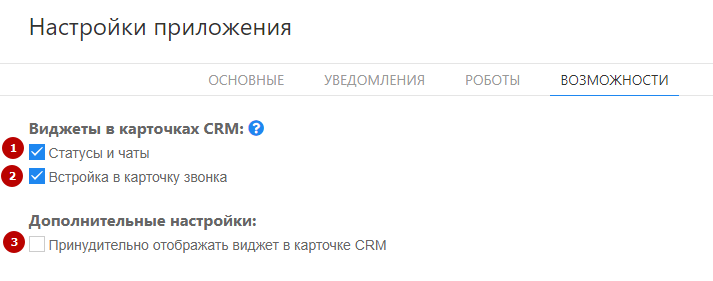 Настройки приложения
ОСНОВНЫЕ УВЕДОМЛЕНИЯ РОБОТЫ ВОЗМОЖНОСТИ
Виджеты в карточках CRM: ?
1 Статусы и чаты
2 Встройка в карточку звонка
Дополнительные настройки:
3 Принудительно отображать виджет в карточке CRM